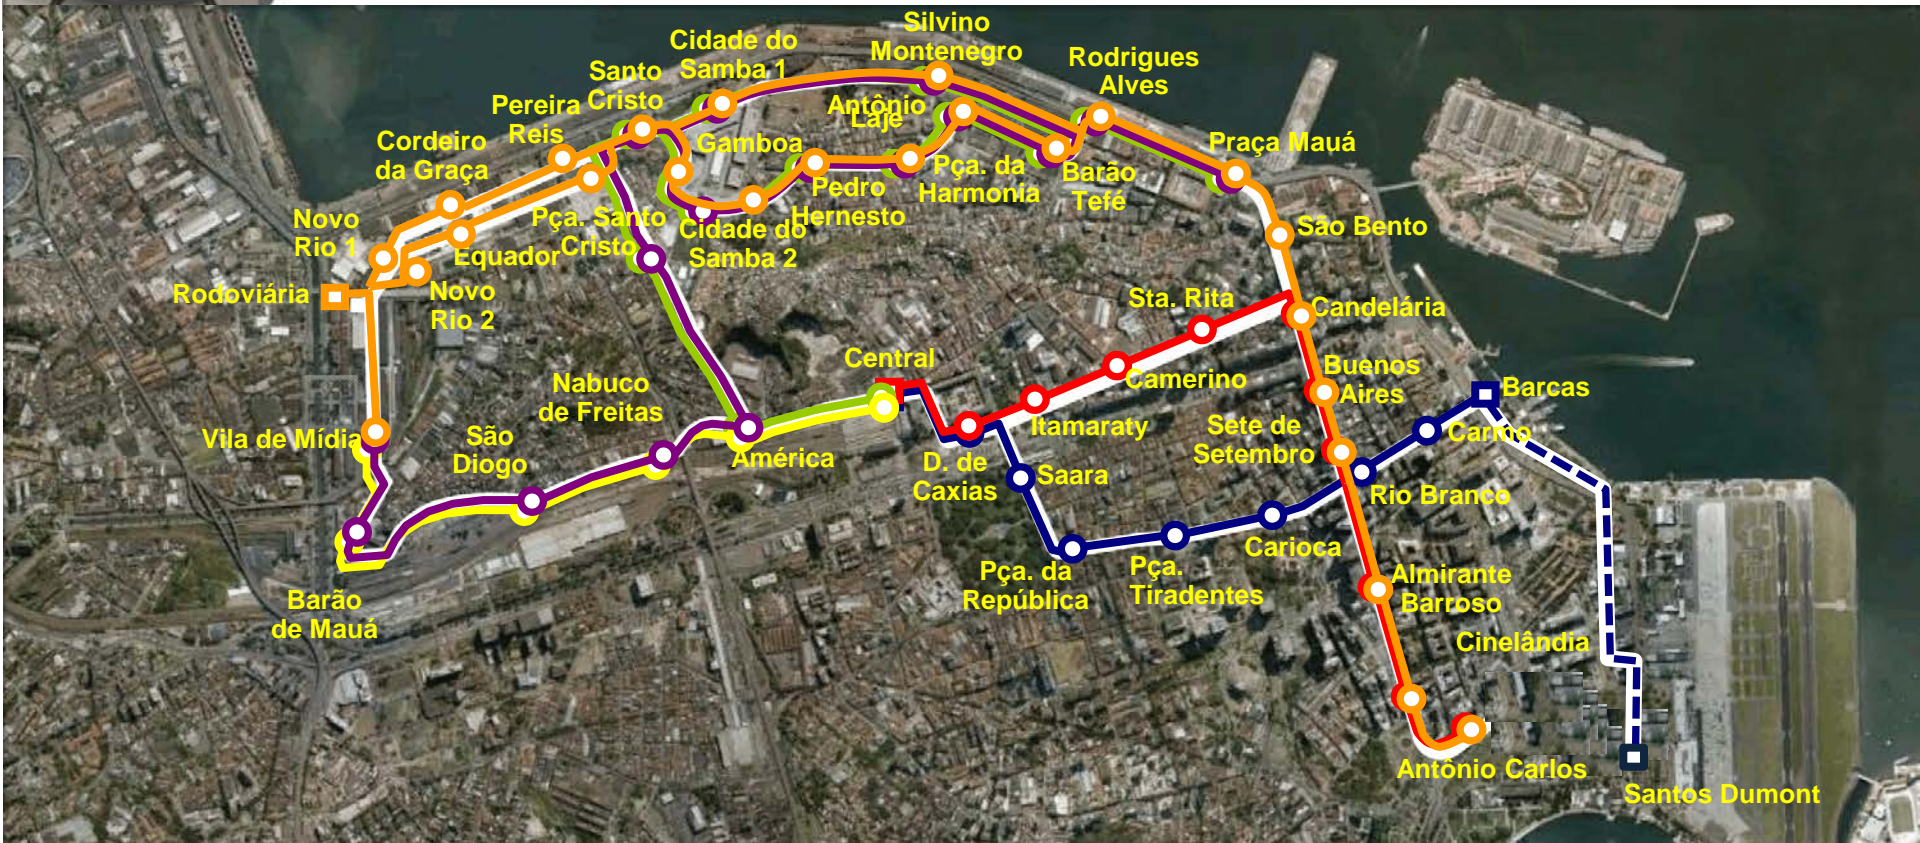 Silvino
Montenegro
Cidade do
Samba 1
Rodrigues
Alves
Santo
Cristo
Pereira
Reis
Antônio
Laje
Cordeiro
da Graça
Gamboa
Praça Mauá
Pça. da
Harmonia
Barão
Tefé
Pedro
Hernesto
Novo
Rio 1
Pça. Santo
Cristo
Cidade do
Samba 2
São Bento
Equador
Rodoviária
Novo
Rio 2
Sta. Rita
Candelária
Central
Camerino
Buenos
Aires
Barcas
Nabuco
de Freitas
Itamaraty
Carmo
Vila de Mídia
São
Diogo
América
Sete de
Setembro
D. de
Caxias
Saara
Rio Branco
Carioca
Pça. da
República
Pça.
Tiradentes
Almirante
Barroso
Barão
de Mauá
Cinelândia
Antônio Carlos
Santos Dumont